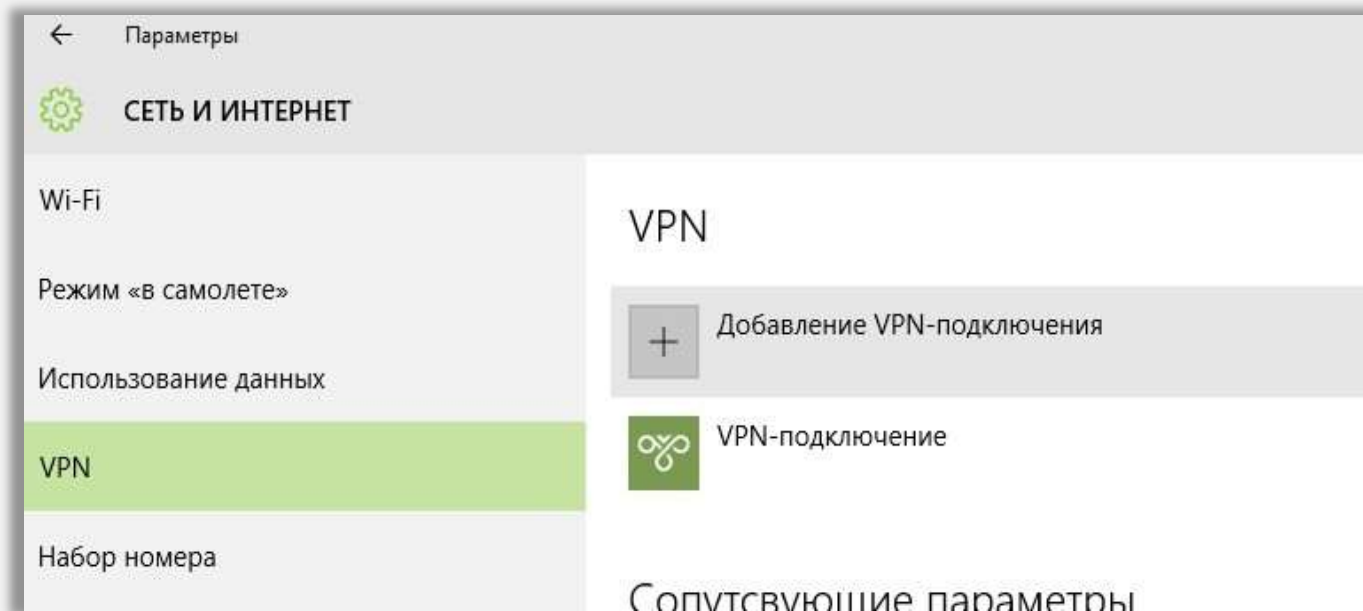 Параметры
СЕТЬ И ИНТЕРНЕТ
Wi-Fi
Режим «в самолете»
Использование данных
VPN
Набор номера
VPN
Добавление VPN-подключения
VPN-подключение
Сопутсвующие параметры